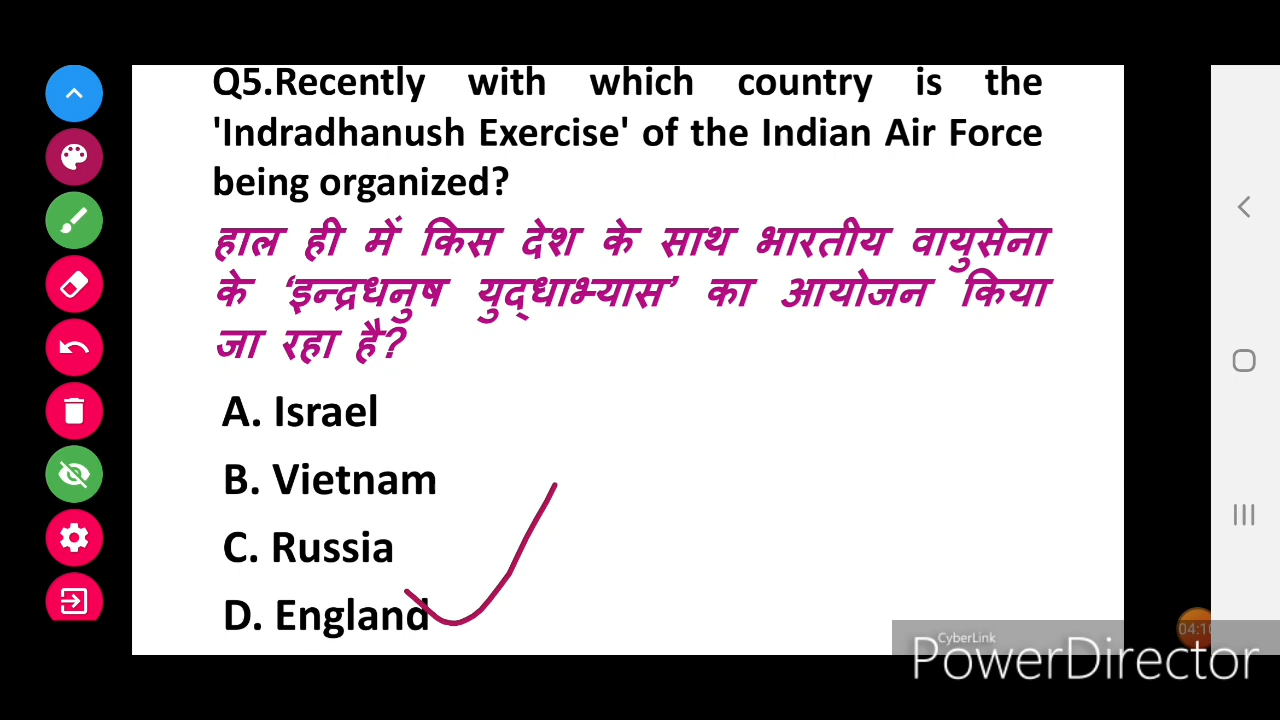 Q5.Recently with which country is the
'Indradhanush Exercise' of the Indian Air Force
being organized?
हाल ही में किस देश के साथ भारतीय वायुसेना
के ‘इन्द्रधनुष युद्धाभ्यास’ का आयोजन किया
जा रहा है?
A. Israel
B. Vietnam
C. Russia
D. England
CyberLink
PowerDirector